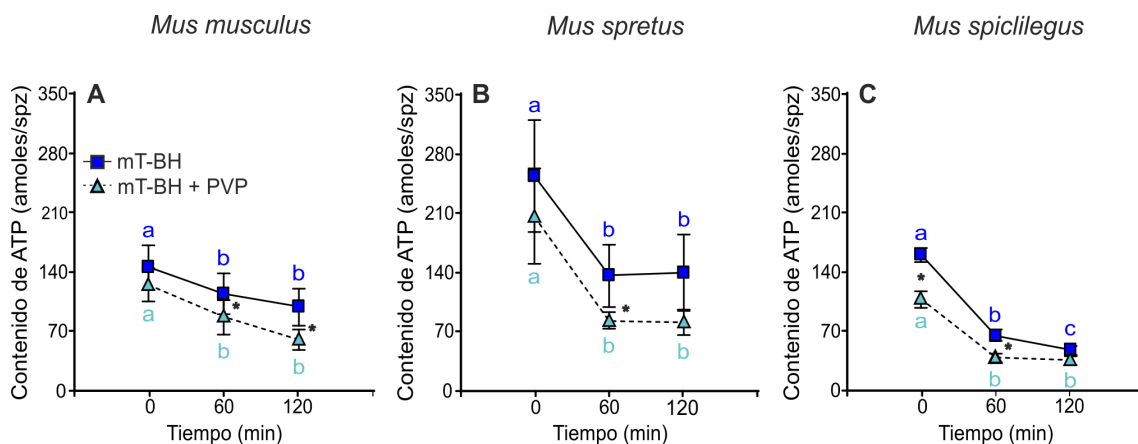 Mus musculus
Mus spretus
Mus spiclilegus
A
Contenido de ATP (amoles/spz)
350
280
210
140
70
0
mT-BH
mT-BH + PVP
a
b
b
*
*
a
b
b
0
60
120
Tiempo (min)
B
Contenido de ATP (amoles/spz)
350
280
210
140
70
0
a
b
b
*
a
b
b
0
60
120
Tiempo (min)
C
Contenido de ATP (amoles/spz)
350
280
210
140
70
0
a
*
b
c
*
a
b
b
0
60
120
Tiempo (min)